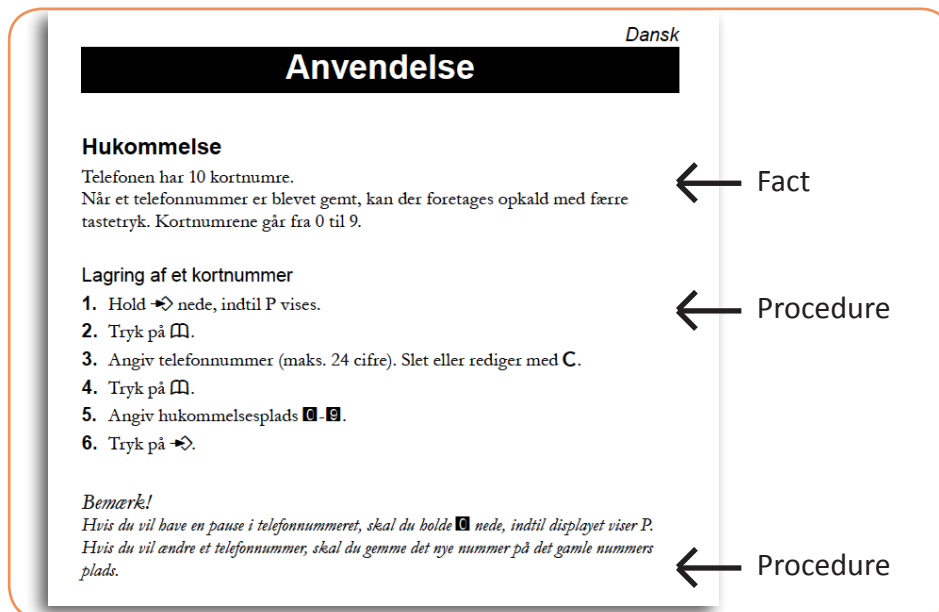 Dansk
Anvendelse
Hukommelse
Telefonen har 10 kortnumre.
Når et telefonnummer er blevet gemt, kan der foretages opkald med færre
tastetryk. Kortnumrene går fra 0 til 9.
Fact
Lagring af et kortnummer
1. Hold nede, indtil P vises.
Procedure
2. Tryk på .
3. Angiv telefonnummer (maks. 24 cifre). Slet eller rediger med C.
4. Tryk på .
5. Angiv hukommelsesplads 0-9.
6. Tryk på .
Bemærk!
Hvis du vil have en pause i telefonnummeret, skal du holde 0 nede, indtil displayet viser P.
Hvis du vil ændre et telefonnummer, skal du gemme det nye nummer på det gamle nummers
plads.
Procedure